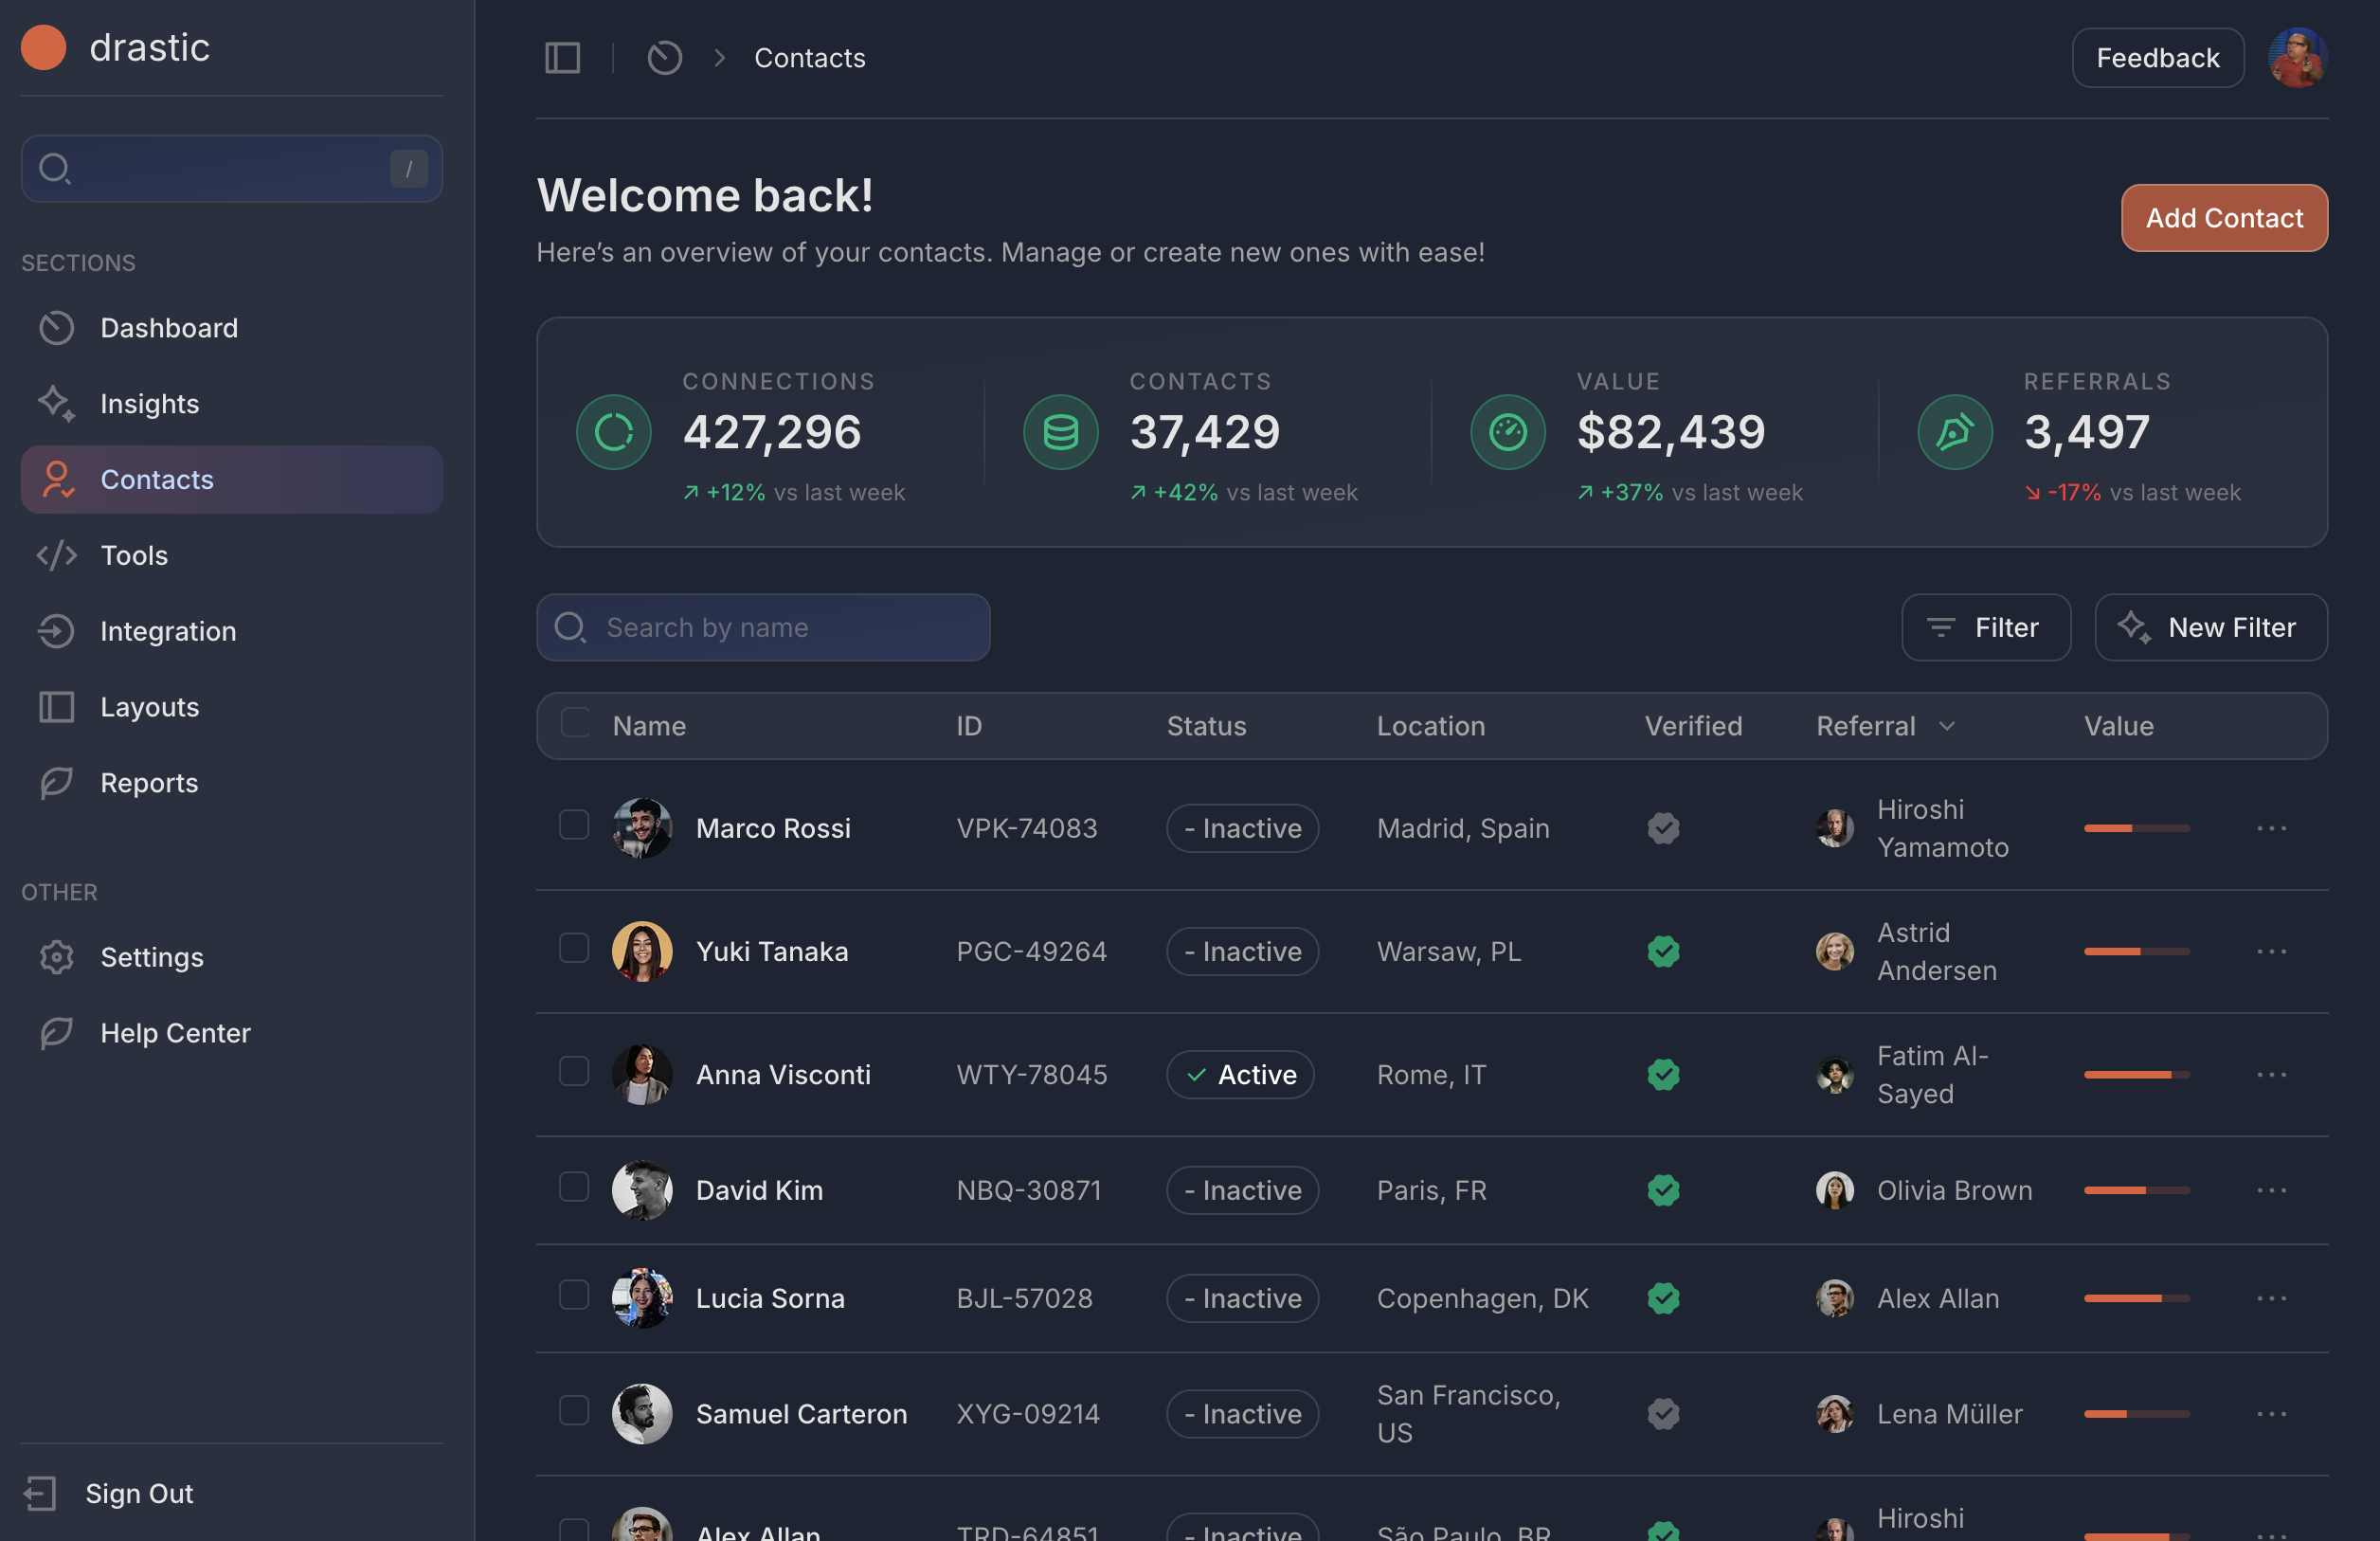 drastic
/
SECTIONS
Dashboard
Insights
Contacts
Tools
Integration
Layouts
Reports
OTHER
Settings
Help Center
Sign Out
Contacts
Feedback
Welcome back!
Here’s an overview of your contacts. Manage or create new ones with ease!
Add Contact
CONNECTIONS
427,296
+12% vs last week
CONTACTS
37,429
+42% vs last week
VALUE
$82,439
+37% vs last week
REFERRALS
3,497
-17% vs last week
Search by name
Filter
New Filter
Name ID Status Location Verified Referral Value
Marco Rossi VPK-74083 - Inactive Madrid, Spain Hiroshi
Yamamoto
Yuki Tanaka PGC-49264 - Inactive Warsaw, PL Astrid
Andersen
Anna Visconti WTY-78045 Active Rome, IT Fatim Al-
Sayed
David Kim NBQ-30871 - Inactive Paris, FR Olivia Brown
Lucia Sorna BJL-57028 - Inactive Copenhagen, DK Alex Allan
Samuel Carteron XYG-09214 - Inactive San Francisco,
US Lena Müller
Alex Allan TRD-64851 - Inactive São Paulo, BR Hiroshi